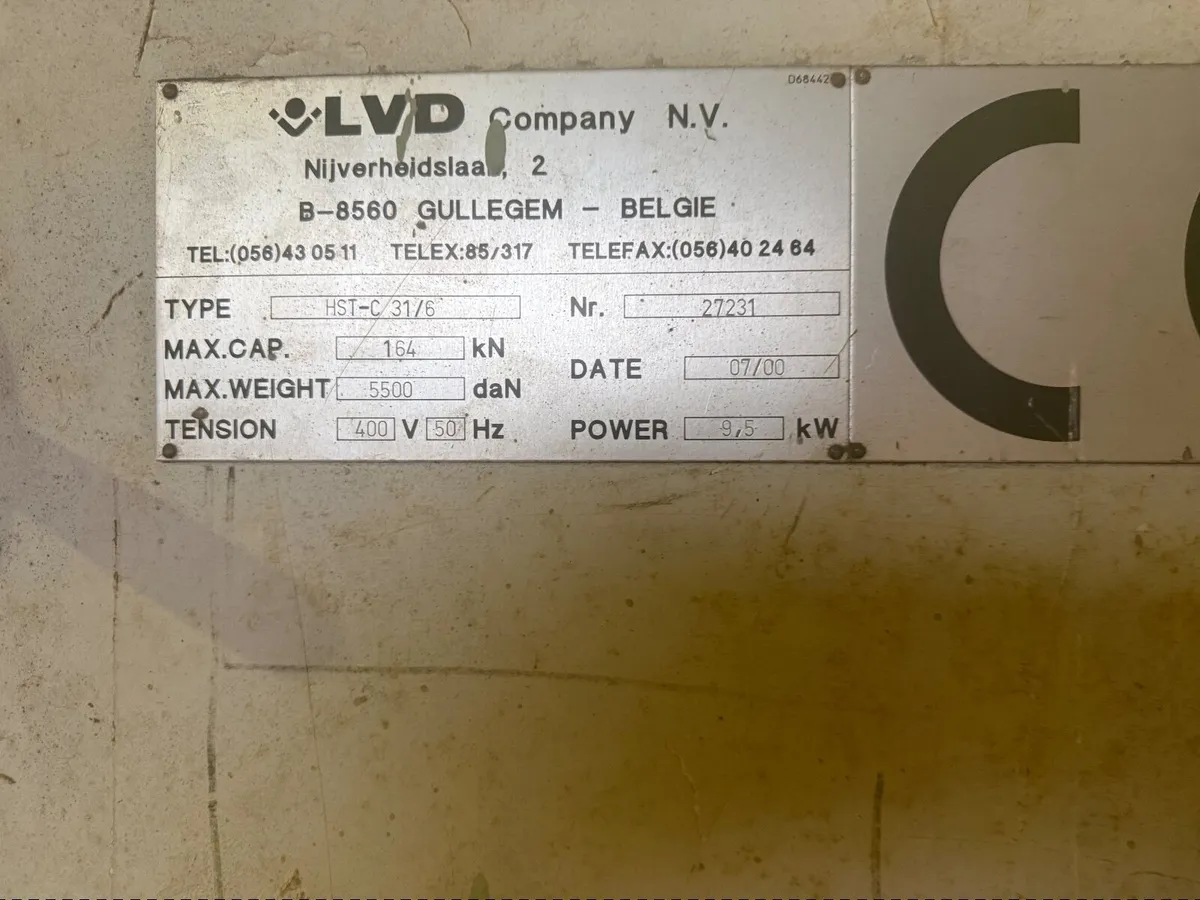 D68442
LVD Company N.V.
Nijverheidslaan, 2
B-8560 GULLEGEM - BELGIE
TEL:(056)43 05 11 TELEX:85/317 TELEFAX:(056)40 24 64
TYPE HST-C 31/6 Nr. 27231
MAX.CAP. 164 kN
DATE 07/00
MAX.WEIGHT 5500 daN
TENSION 400 V 50 Hz POWER 9,5 kW
C